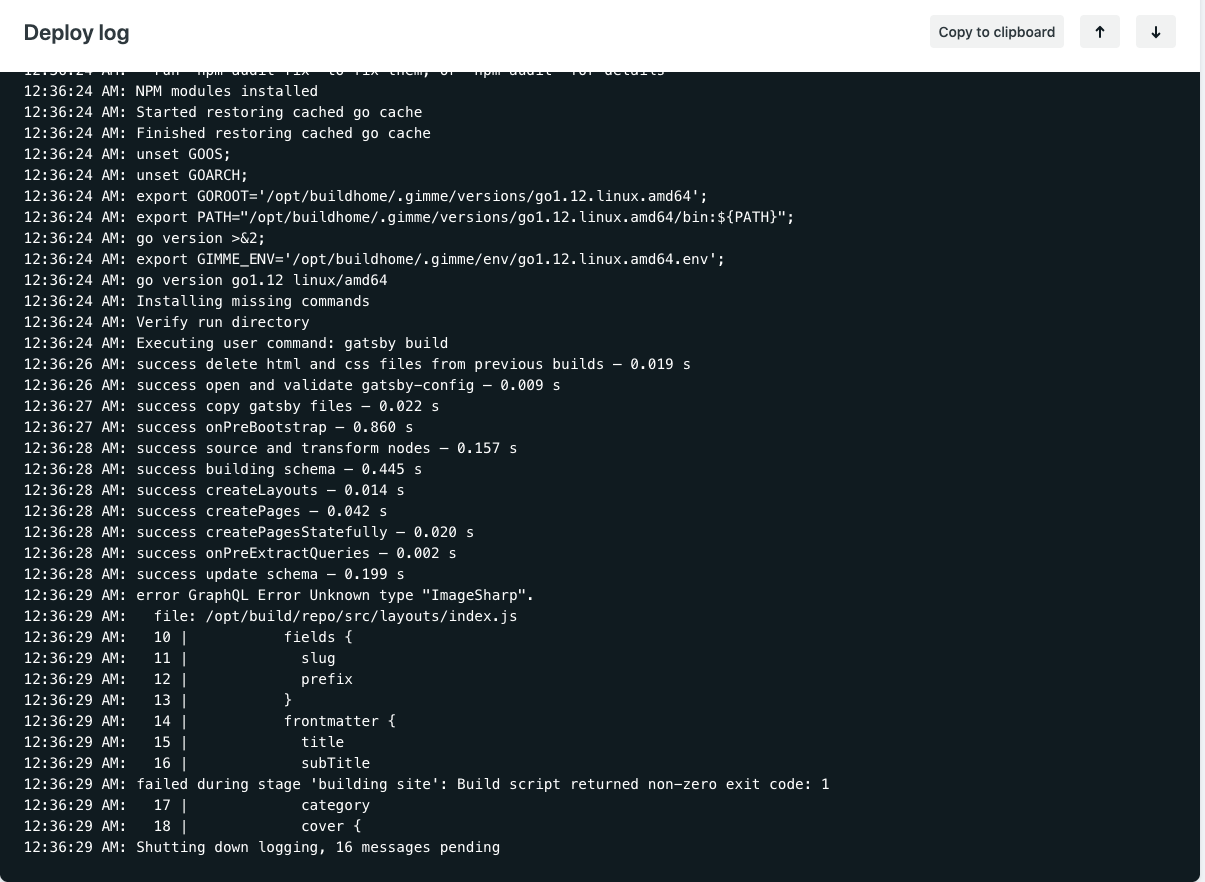 Deploy log
Copy to clipboard
12:36:24 AM:   run `npm audit fix` to fix them, or `npm audit` for details
12:36:24 AM: NPM modules installed
12:36:24 AM: Started restoring cached go cache
12:36:24 AM: Finished restoring cached go cache
12:36:24 AM: unset GOOS;
12:36:24 AM: unset GOARCH;
12:36:24 AM: export GOROOT='/opt/buildhome/.gimme/versions/go1.12.linux.amd64';
12:36:24 AM: export PATH="/opt/buildhome/.gimme/versions/go1.12.linux.amd64/bin:${PATH}";
12:36:24 AM: go version >&2;
12:36:24 AM: export GIMME_ENV='/opt/buildhome/.gimme/env/go1.12.linux.amd64.env';
12:36:24 AM: go version go1.12 linux/amd64
12:36:24 AM: Installing missing commands
12:36:24 AM: Verify run directory
12:36:24 AM: Executing user command: gatsby build
12:36:26 AM: success delete html and css files from previous builds — 0.019 s
12:36:26 AM: success open and validate gatsby-config — 0.009 s
12:36:27 AM: success copy gatsby files — 0.022 s
12:36:27 AM: success onPreBootstrap — 0.860 s
12:36:28 AM: success source and transform nodes — 0.157 s
12:36:28 AM: success building schema — 0.445 s
12:36:28 AM: success createLayouts — 0.014 s
12:36:28 AM: success createPages — 0.042 s
12:36:28 AM: success createPagesStatefully — 0.020 s
12:36:28 AM: success onPreExtractQueries — 0.002 s
12:36:28 AM: success update schema — 0.199 s
12:36:29 AM: error GraphQL Error Unknown type "ImageSharp".
12:36:29 AM:   file: /opt/build/repo/src/layouts/index.js
12:36:29 AM:   10 |           fields {
12:36:29 AM:   11 |             slug
12:36:29 AM:   12 |             prefix
12:36:29 AM:   13 |           }
12:36:29 AM:   14 |           frontmatter {
12:36:29 AM:   15 |             title
12:36:29 AM:   16 |             subTitle
12:36:29 AM: failed during stage 'building site': Build script returned non-zero exit code: 1
12:36:29 AM:   17 |             category
12:36:29 AM:   18 |             cover {
12:36:29 AM: Shutting down logging, 16 messages pending